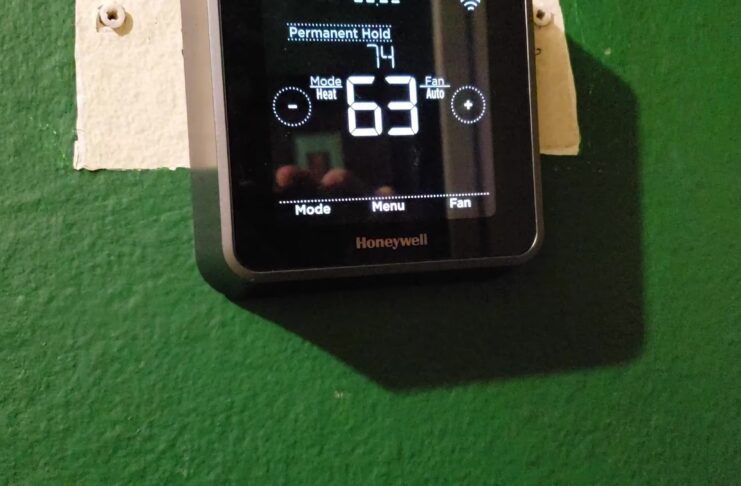 Permanent Hold
74
Mode Fan
Heat 63 Auto
- +
Mode Menu Fan
Honeywell